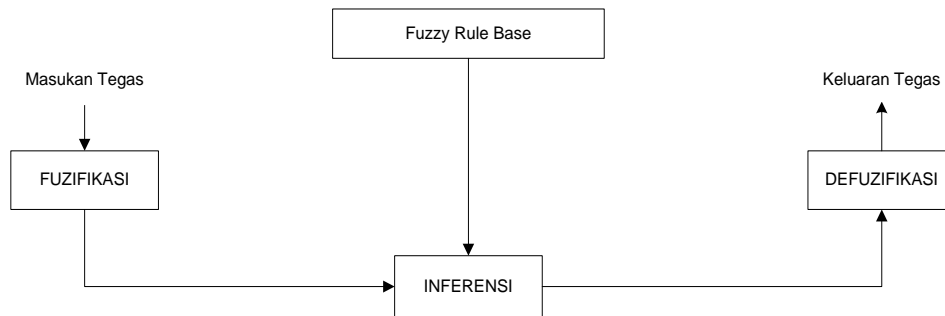 Fuzzy Rule Base
Masukan Tegas
Keluaran Tegas
FUZIFIKASI
DEFUZIFIKASI
INFERENSI